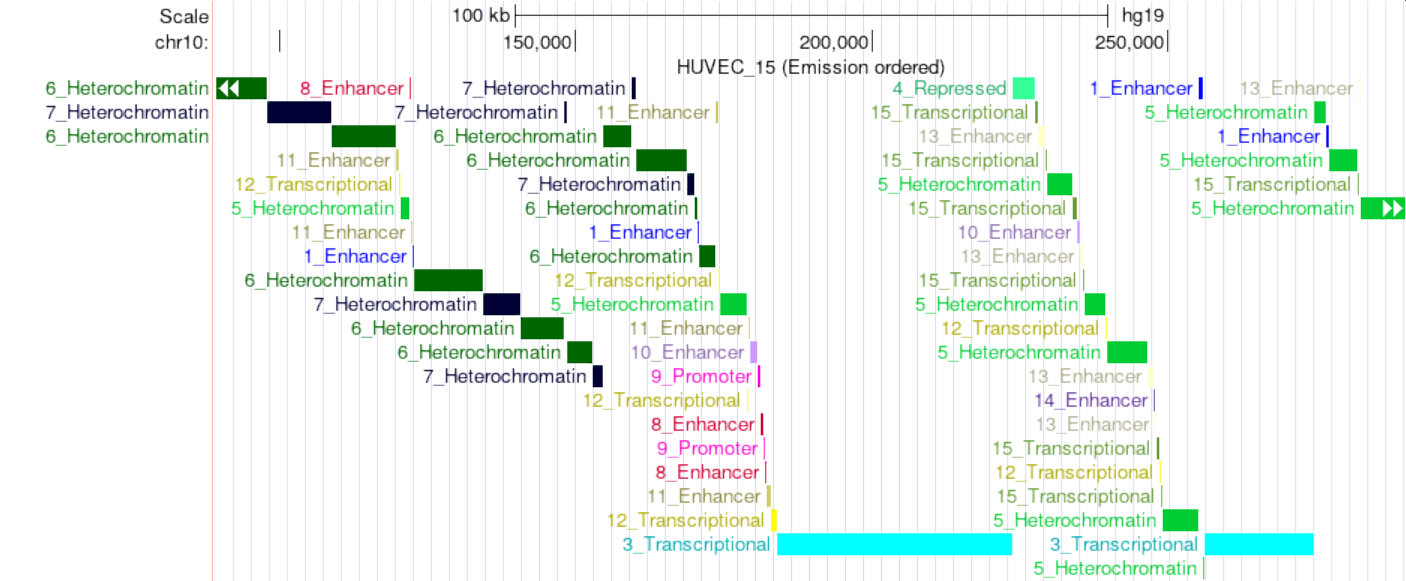 Scale 100 kb hg19
chr10: 150,000 200,000 250,000
HUVEC_15 (Emission ordered)
6_Heterochromatin 8_Enhancer 7_Heterochromatin 4_Repressed 1_Enhancer 13_Enhancer
7_Heterochromatin 7_Heterochromatin 11_Enhancer 15_Transcriptional 5_Heterochromatin
6_Heterochromatin 6_Heterochromatin 13_Enhancer 1_Enhancer
11_Enhancer 6_Heterochromatin 15_Transcriptional 5_Heterochromatin
12_Transcriptional 7_Heterochromatin 5_Heterochromatin 15_Transcriptional
5_Heterochromatin 6_Heterochromatin 15_Transcriptional 5_Heterochromatin
11_Enhancer 1_Enhancer 10_Enhancer
1_Enhancer 6_Heterochromatin 13_Enhancer
6_Heterochromatin 12_Transcriptional 15_Transcriptional
7_Heterochromatin 5_Heterochromatin 5_Heterochromatin
6_Heterochromatin 11_Enhancer 12_Transcriptional
6_Heterochromatin 10_Enhancer 5_Heterochromatin
7_Heterochromatin 9_Promoter 13_Enhancer
12_Transcriptional 14_Enhancer
8_Enhancer 13_Enhancer
9_Promoter 15_Transcriptional
8_Enhancer 12_Transcriptional
11_Enhancer 15_Transcriptional
12_Transcriptional 5_Heterochromatin
3_Transcriptional 3_Transcriptional
5_Heterochromatin